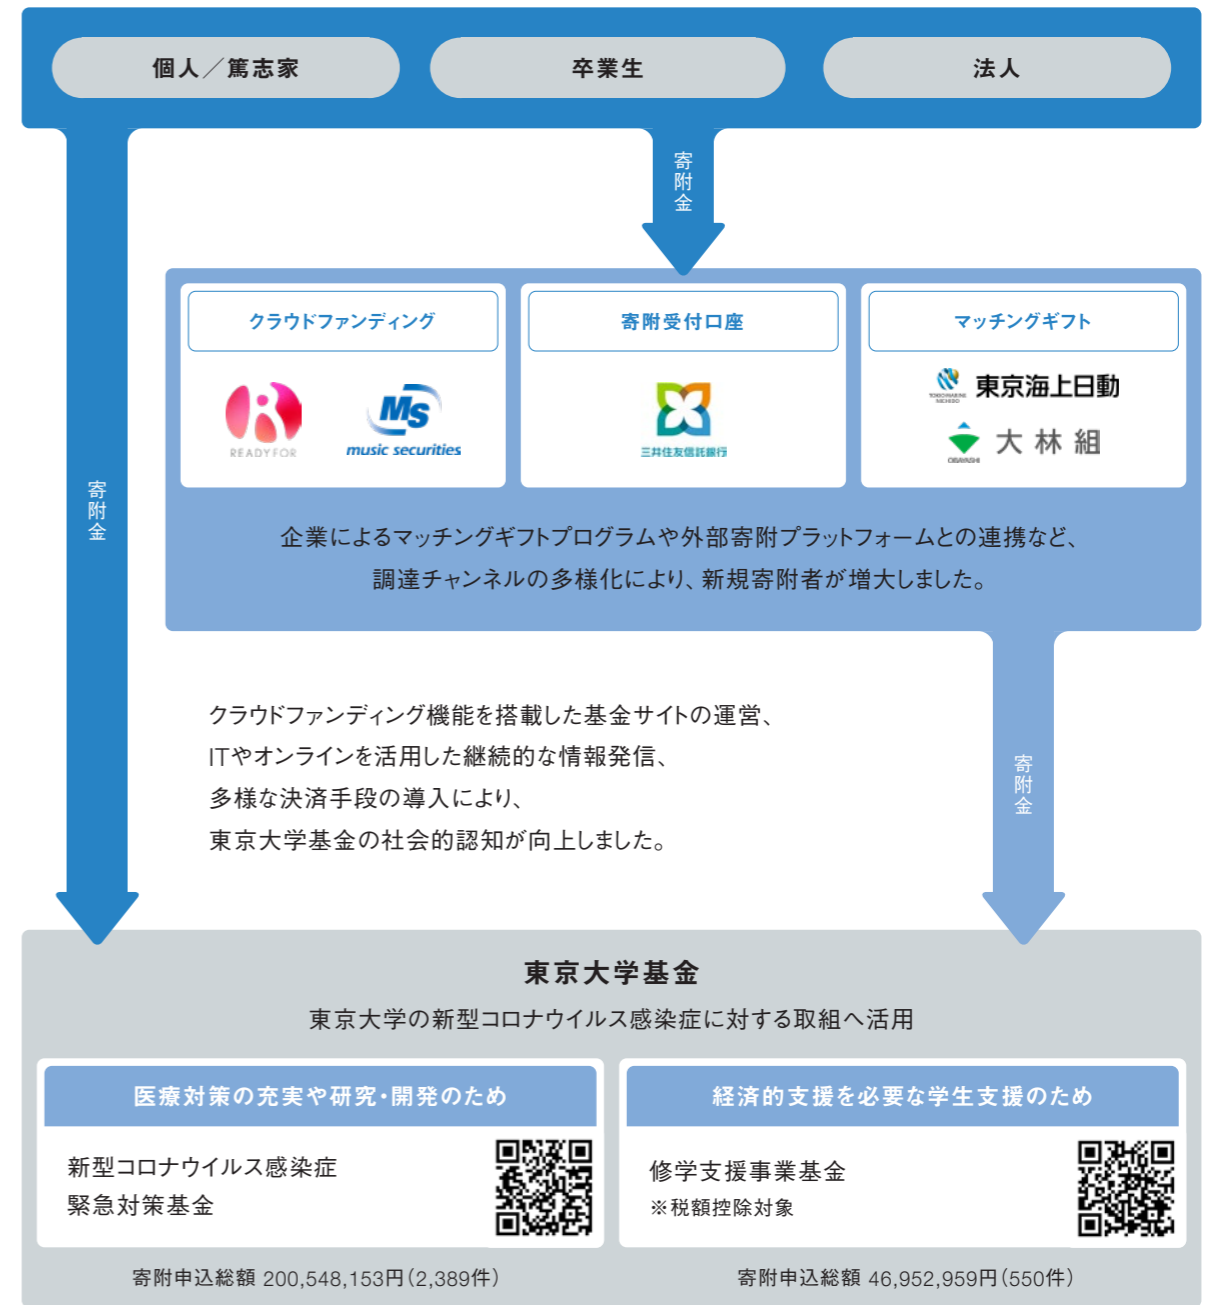 個人／篤志家
卒業生
法人
寄附金
クラウドファンディング
寄附受付口座
マッチングギフト
READYFOR
MS
music securities
三井住友信託銀行
TOKIO MARINE
NICHIDO
東京海上日動
OBAYASHI
大林組
寄附金
企業によるマッチングギフトプログラムや外部寄附プラットフォームとの連携など、
調達チャンネルの多様化により、新規寄附者が増大しました。
クラウドファンディング機能を搭載した基金サイトの運営、
ITやオンラインを活用した継続的な情報発信、
多様な決済手段の導入により、
東京大学基金の社会的認知が向上しました。
寄附金
東京大学基金
東京大学の新型コロナウイルス感染症に対する取組へ活用
医療対策の充実や研究・開発のため
新型コロナウイルス感染症
緊急対策基金
寄附申込総額 200,548,153円（2,389件）
経済的支援を必要な学生支援のため
修学支援事業基金
※税額控除対象
寄附申込総額 46,952,959円（550件）